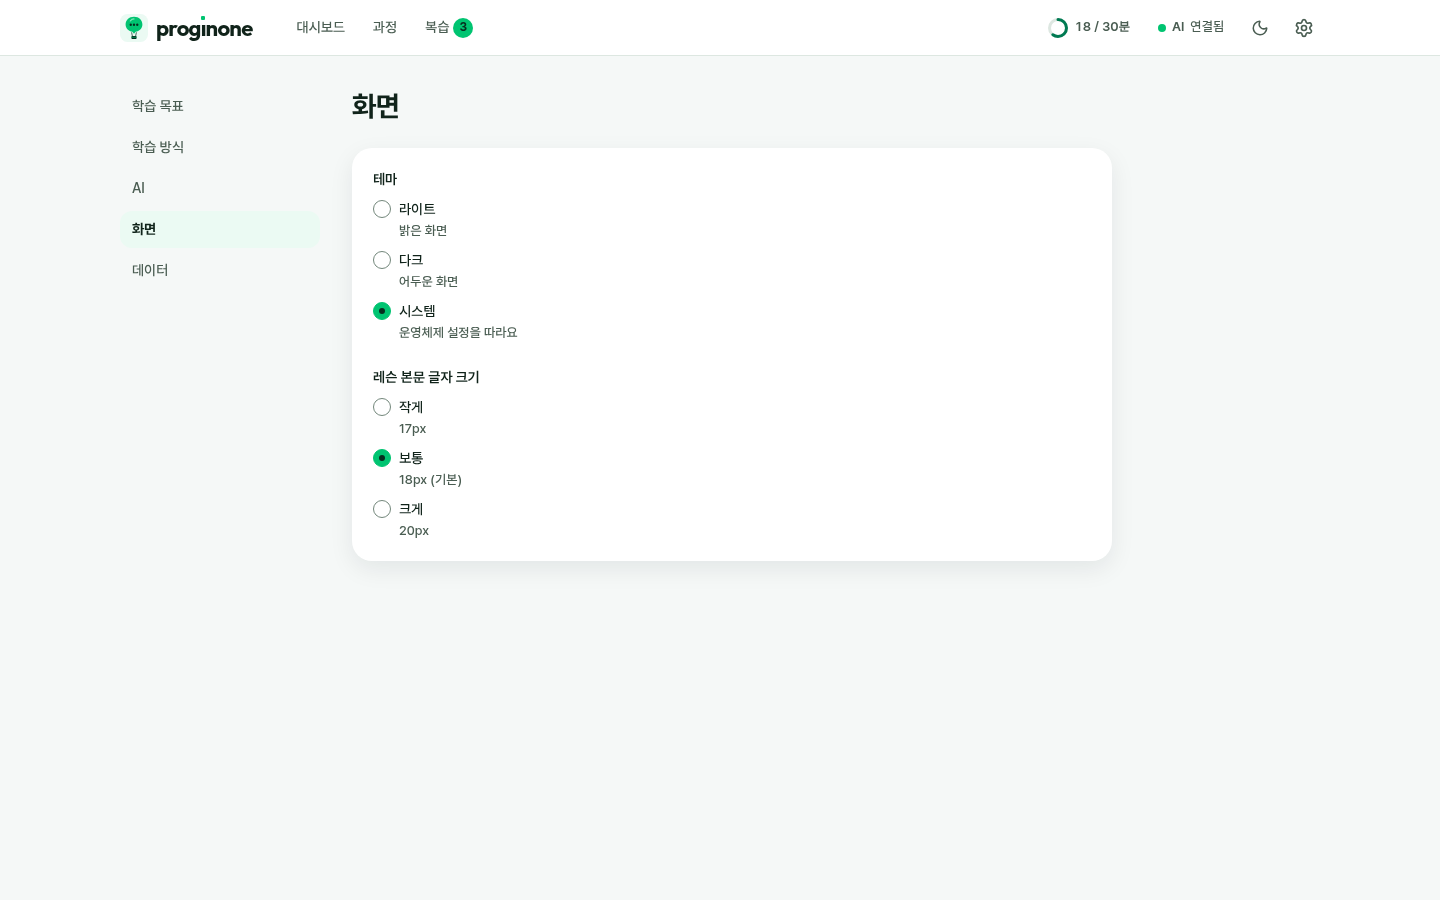 proginone
대시보드
과정
복습 3
18 / 30분
AI 연결됨
학습 목표
학습 방식
AI
화면
데이터
화면
테마
라이트
밝은 화면
다크
어두운 화면
시스템
운영체제 설정을 따라요
레슨 본문 글자 크기
작게
17px
보통
18px (기본)
크게
20px